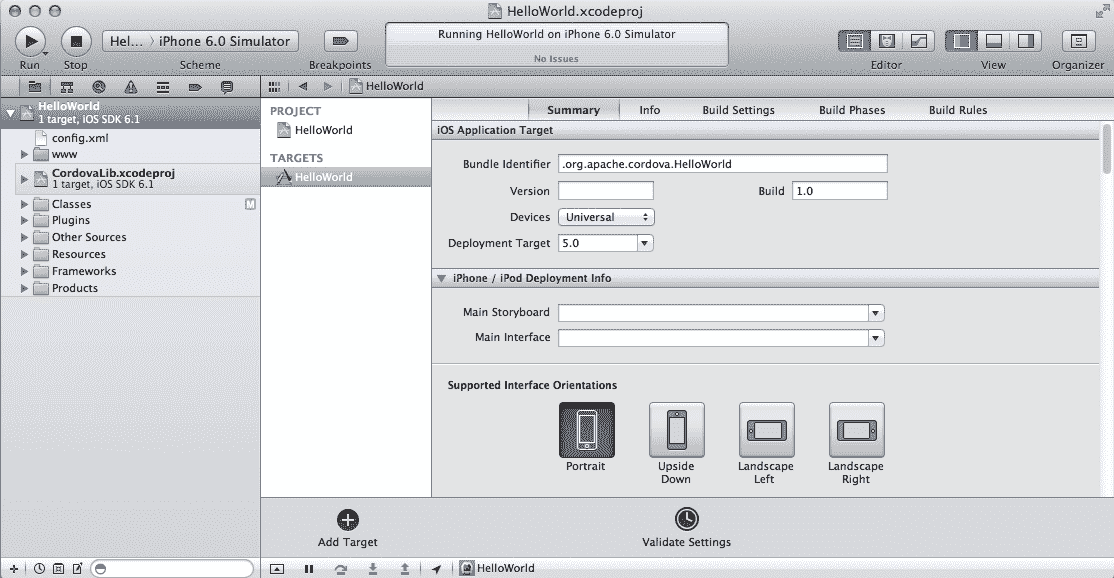 HelloWorld.xcodeproj
Hel... › iPhone 6.0 Simulator
Running HelloWorld on iPhone 6.0 Simulator
No Issues
Run
Stop
Scheme
Breakpoints
Editor
View
Organizer
HelloWorld
HelloWorld
1 target, iOS SDK 6.1
config.xml
www
CordovaLib.xcodeproj
1 target, iOS SDK 6.1
Classes
M
Plugins
Other Sources
Resources
Frameworks
Products
PROJECT
HelloWorld
TARGETS
HelloWorld
Summary
Info
Build Settings
Build Phases
Build Rules
iOS Application Target
Bundle Identifier
.org.apache.cordova.HelloWorld
Version
Build
1.0
Devices
Universal
Deployment Target
5.0
iPhone / iPod Deployment Info
Main Storyboard
Main Interface
Supported Interface Orientations
Portrait
Upside
Down
Landscape
Left
Landscape
Right
Add Target
Validate Settings
HelloWorld